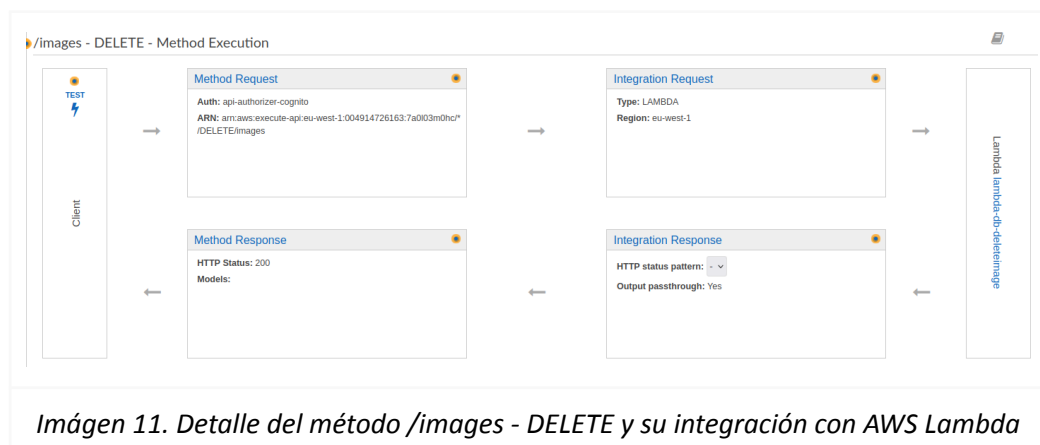 /images - DELETE - Method Execution
TEST
Client
Method Request
Auth: api-authorizer-cognito
ARN: arn:aws:execute-api:eu-west-1:004914726163:7a0l03m0hc/*
/DELETE/images
Integration Request
Type: LAMBDA
Region: eu-west-1
Lambda lambda-db-deleteimage
Method Response
HTTP Status: 200
Models:
Integration Response
HTTP status pattern: -
Output passthrough: Yes
Imágen 11. Detalle del método /images - DELETE y su integración con AWS Lambda